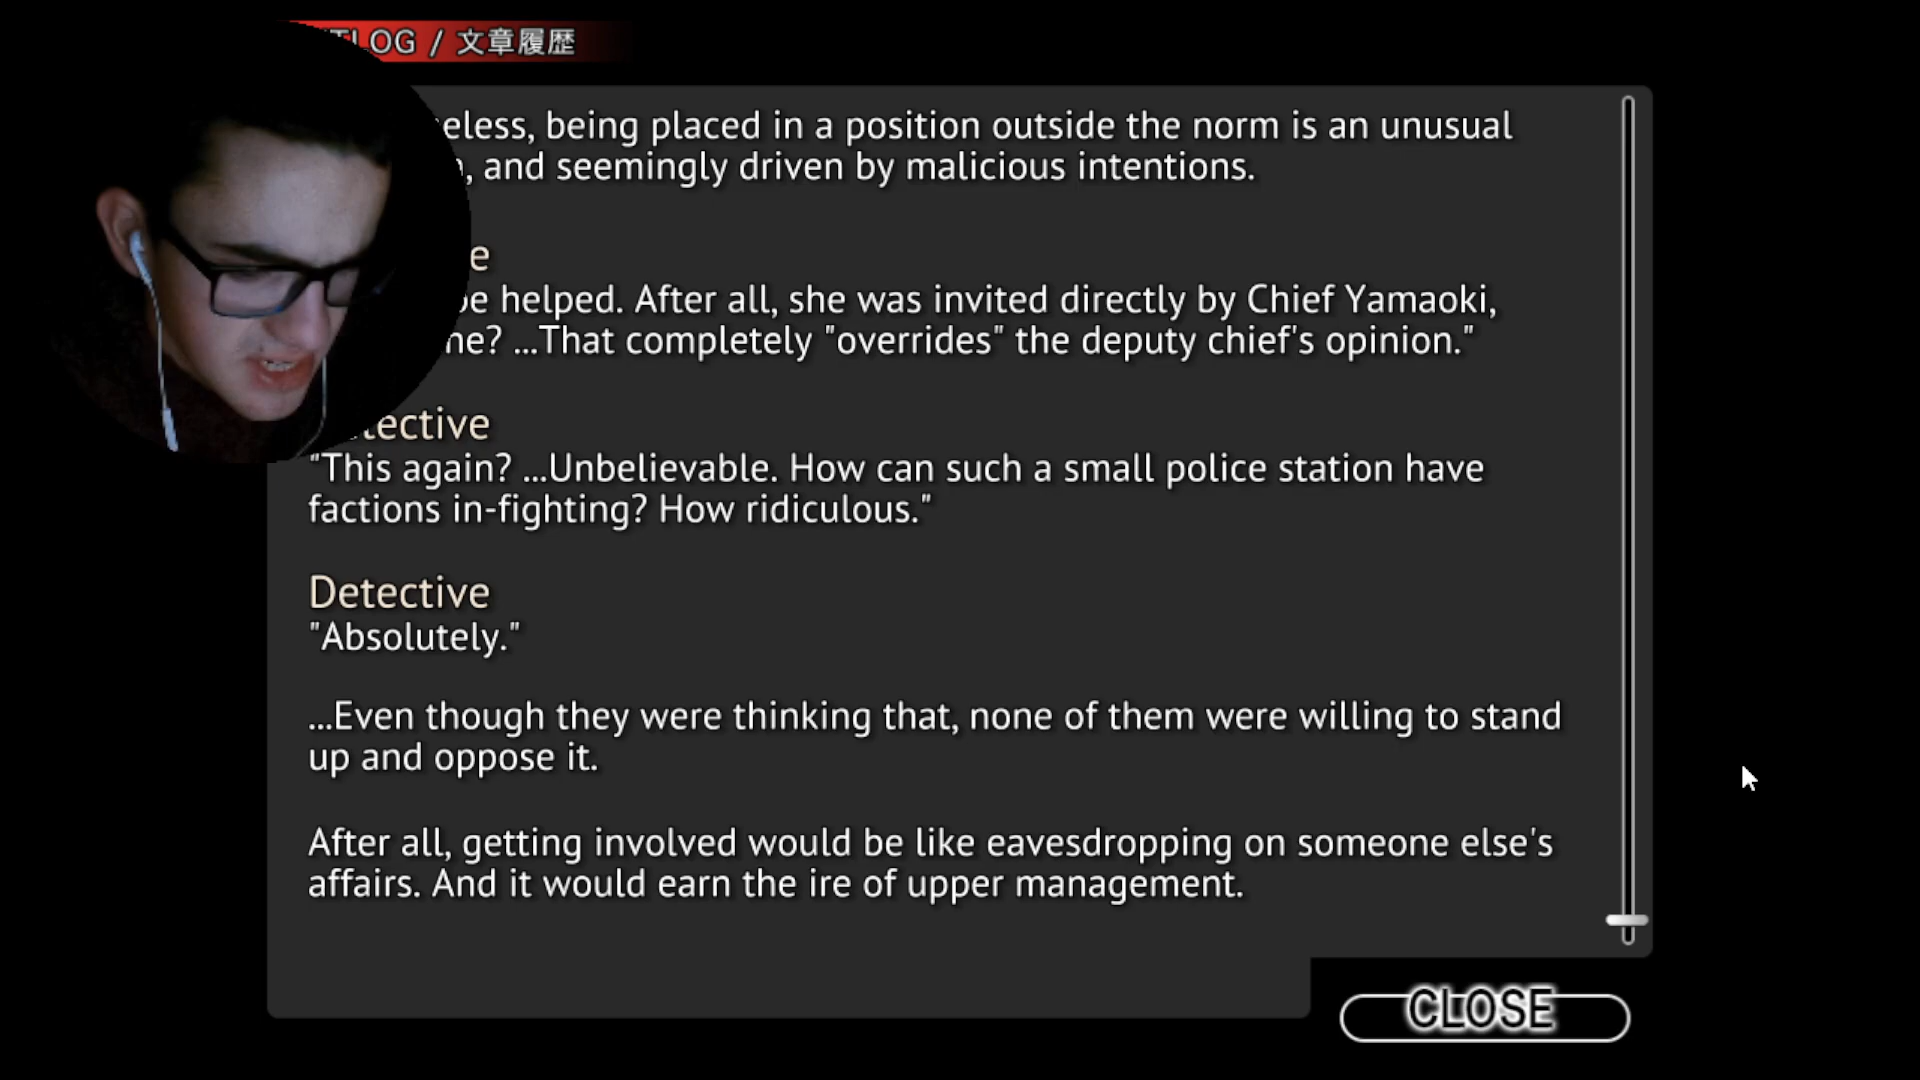 LOG / 文章履歴
being placed in a position outside the norm is an unusual
and seemingly driven by malicious intentions.
be helped. After all, she was invited directly by Chief Yamaoki,
...That completely "overrides" the deputy chief's opinion."
Detective
"This again? ...Unbelievable. How can such a small police station have
factions in-fighting? How ridiculous."
Detective
"Absolutely."
...Even though they were thinking that, none of them were willing to stand
up and oppose it.
After all, getting involved would be like eavesdropping on someone else's
affairs. And it would earn the ire of upper management.
CLOSE